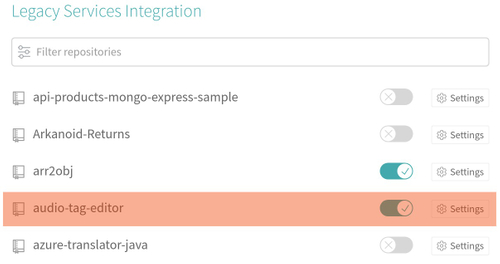 Legacy Services Integration
Filter repositories
api-products-mongo-express-sample Settings
Arkanoid-Returns Settings
arr2obj Settings
audio-tag-editor Settings
azure-translator-java Settings